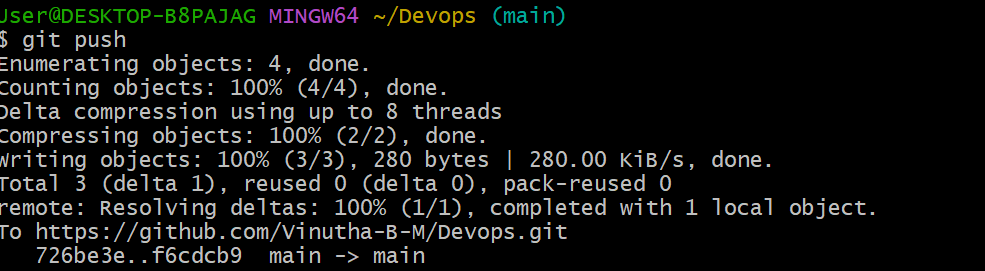 User@DESKTOP-B8PAJAG MINGW64 ~/Devops (main)
$ git push
Enumerating objects: 4, done.
Counting objects: 100% (4/4), done.
Delta compression using up to 8 threads
Compressing objects: 100% (2/2), done.
Writing objects: 100% (3/3), 280 bytes | 280.00 KiB/s, done.
Total 3 (delta 1), reused 0 (delta 0), pack-reused 0
remote: Resolving deltas: 100% (1/1), completed with 1 local object.
To https://github.com/Vinutha-B-M/Devops.git
   726be3e..f6cdcb9  main -> main